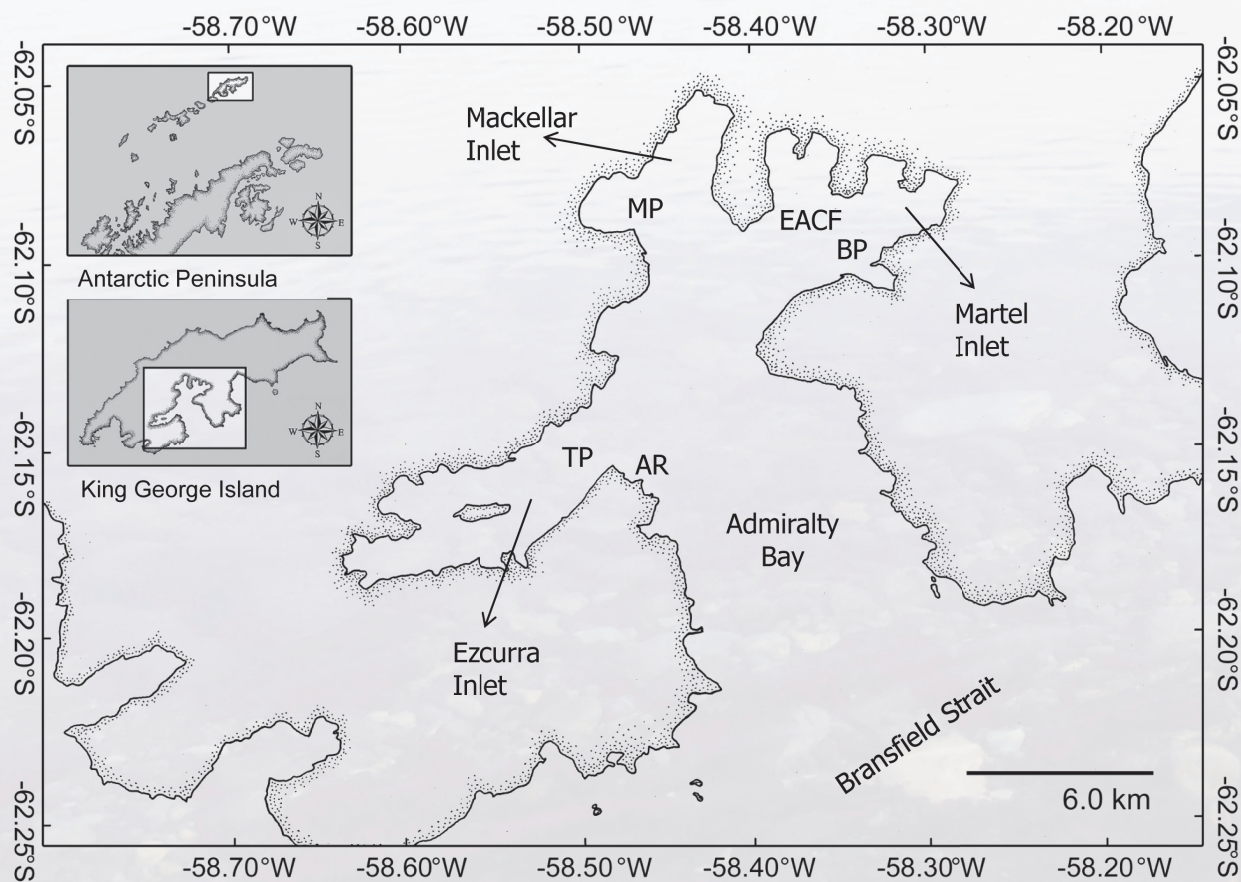 -58.70°W -58.60°W -58.50°W -58.40°W -58.30°W -58.20°W
-62.05°S
-62.10°S
-62.15°S
-62.20°S
-62.25°S
N
W E
S
Antarctic Peninsula
N
W E
S
King George Island
Mackellar
Inlet
MP
EACF
BP
Martel
Inlet
TP
AR
Admiralty
Bay
Ezcurra
Inlet
Bransfield Strait
6.0 km
-62.05°S
-62.10°S
-62.15°S
-62.20°S
-62.25°S
-58.70°W -58.60°W -58.50°W -58.40°W -58.30°W -58.20°W